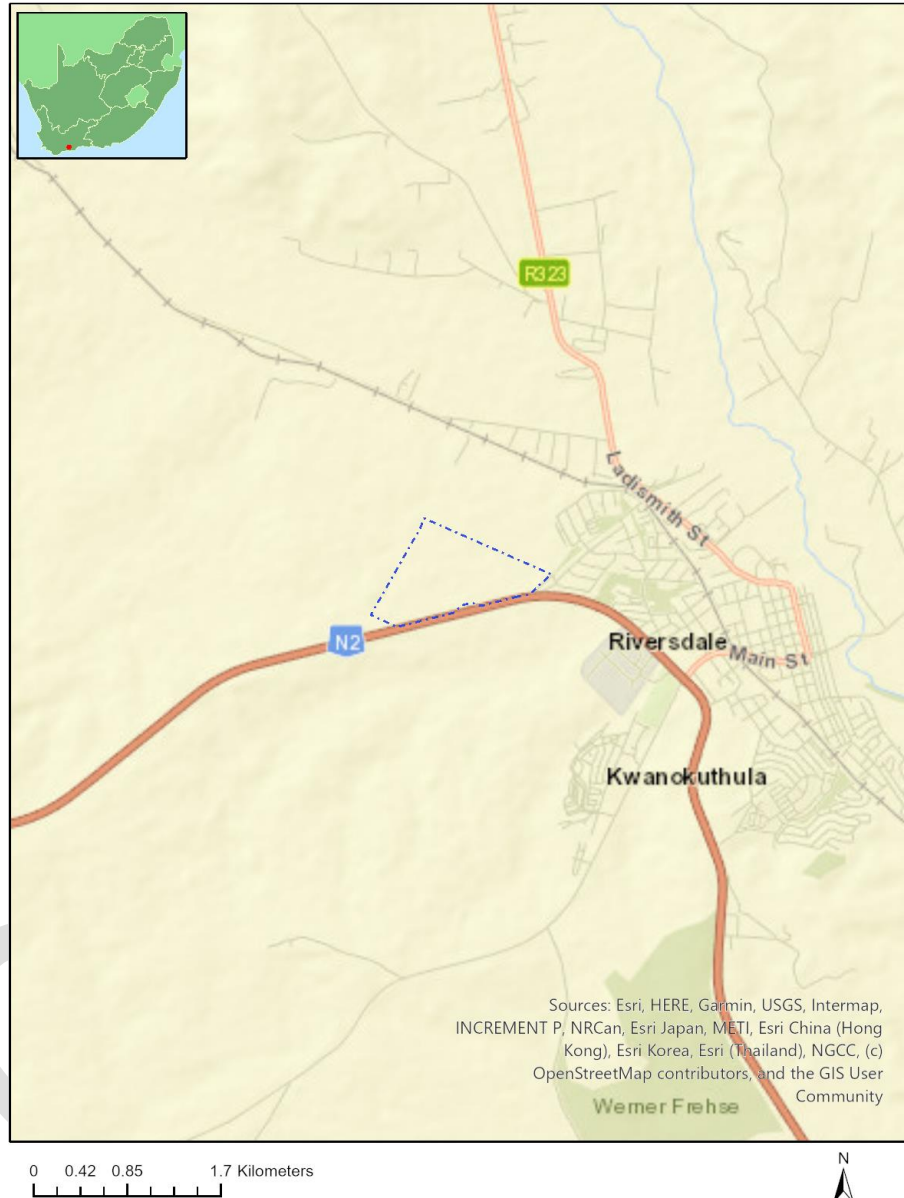 R323
Ladismith St
N2
Riversdale
Main St
Kwanokuthula
Sources: Esri, HERE, Garmin, USGS, Intermap,
INCREMENT P, NRCan, Esri Japan, METI, Esri China (Hong
Kong), Esri Korea, Esri (Thailand), NGCC, (c)
OpenStreetMap contributors, and the GIS User
Community
Werner Frehse
0 0.42 0.85 1.7 Kilometers
N